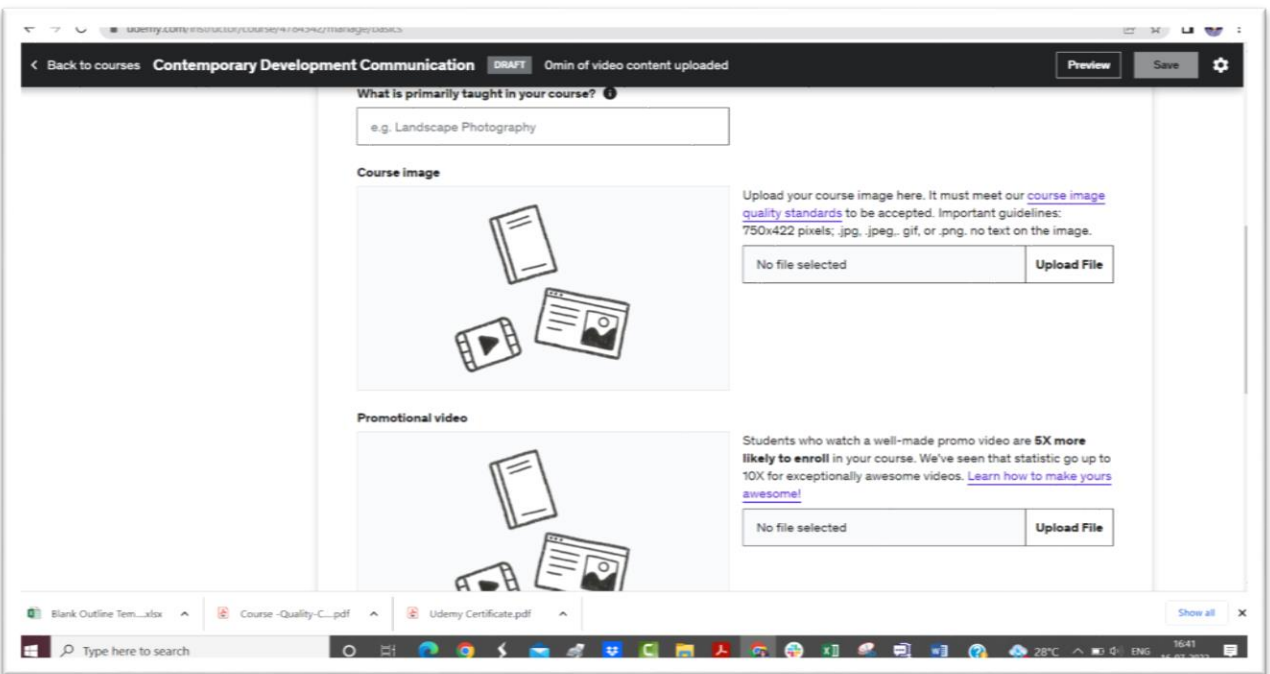 udemy.com/instructor/course/4764542/manage/basics
Back to courses Contemporary Development Communication DRAFT 0min of video content uploaded Preview Save
What is primarily taught in your course?
e.g. Landscape Photography
Course image
Upload your course image here. It must meet our course image
quality standards to be accepted. Important guidelines:
750x422 pixels; .jpg, .jpeg,. gif, or .png. no text on the image.
No file selected Upload File
Promotional video
Students who watch a well-made promo video are 5X more
likely to enroll in your course. We've seen that statistic go up to
10X for exceptionally awesome videos. Learn how to make yours
awesome!
No file selected Upload File
Blank Outline Tem....xlsx Course -Quality-C....pdf Udemy Certificate.pdf Show all
Type here to search 28°C ENG 16:41